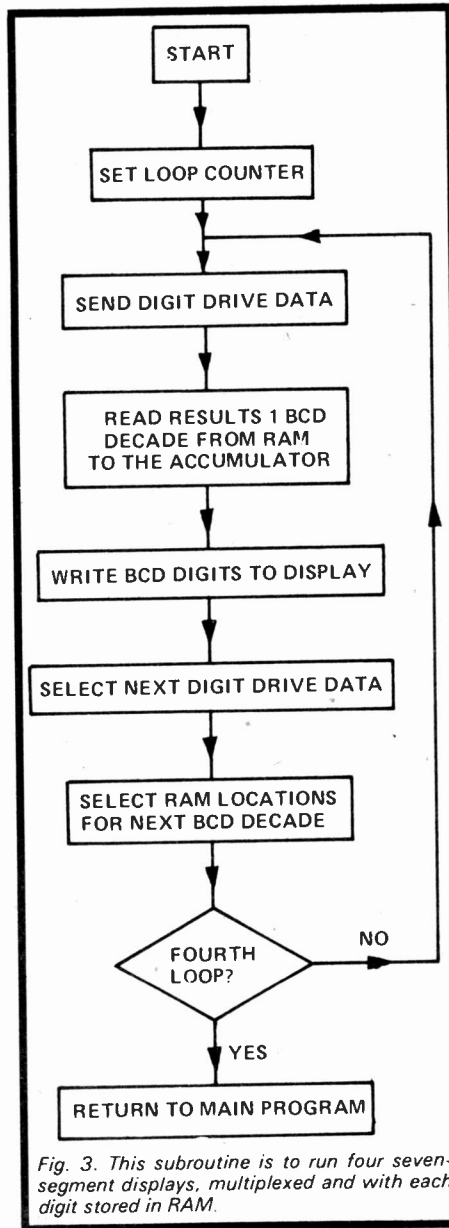 START
SET LOOP COUNTER
SEND DIGIT DRIVE DATA
READ RESULTS 1 BCD
DECADE FROM RAM
TO THE ACCUMULATOR
WRITE BCD DIGITS TO DISPLAY
SELECT NEXT DIGIT DRIVE DATA
SELECT RAM LOCATIONS
FOR NEXT BCD DECADE
FOURTH
LOOP?
NO
YES
RETURN TO MAIN PROGRAM
Fig. 3. This subroutine is to run four seven-
segment displays, multiplexed and with each
digit stored in RAM.